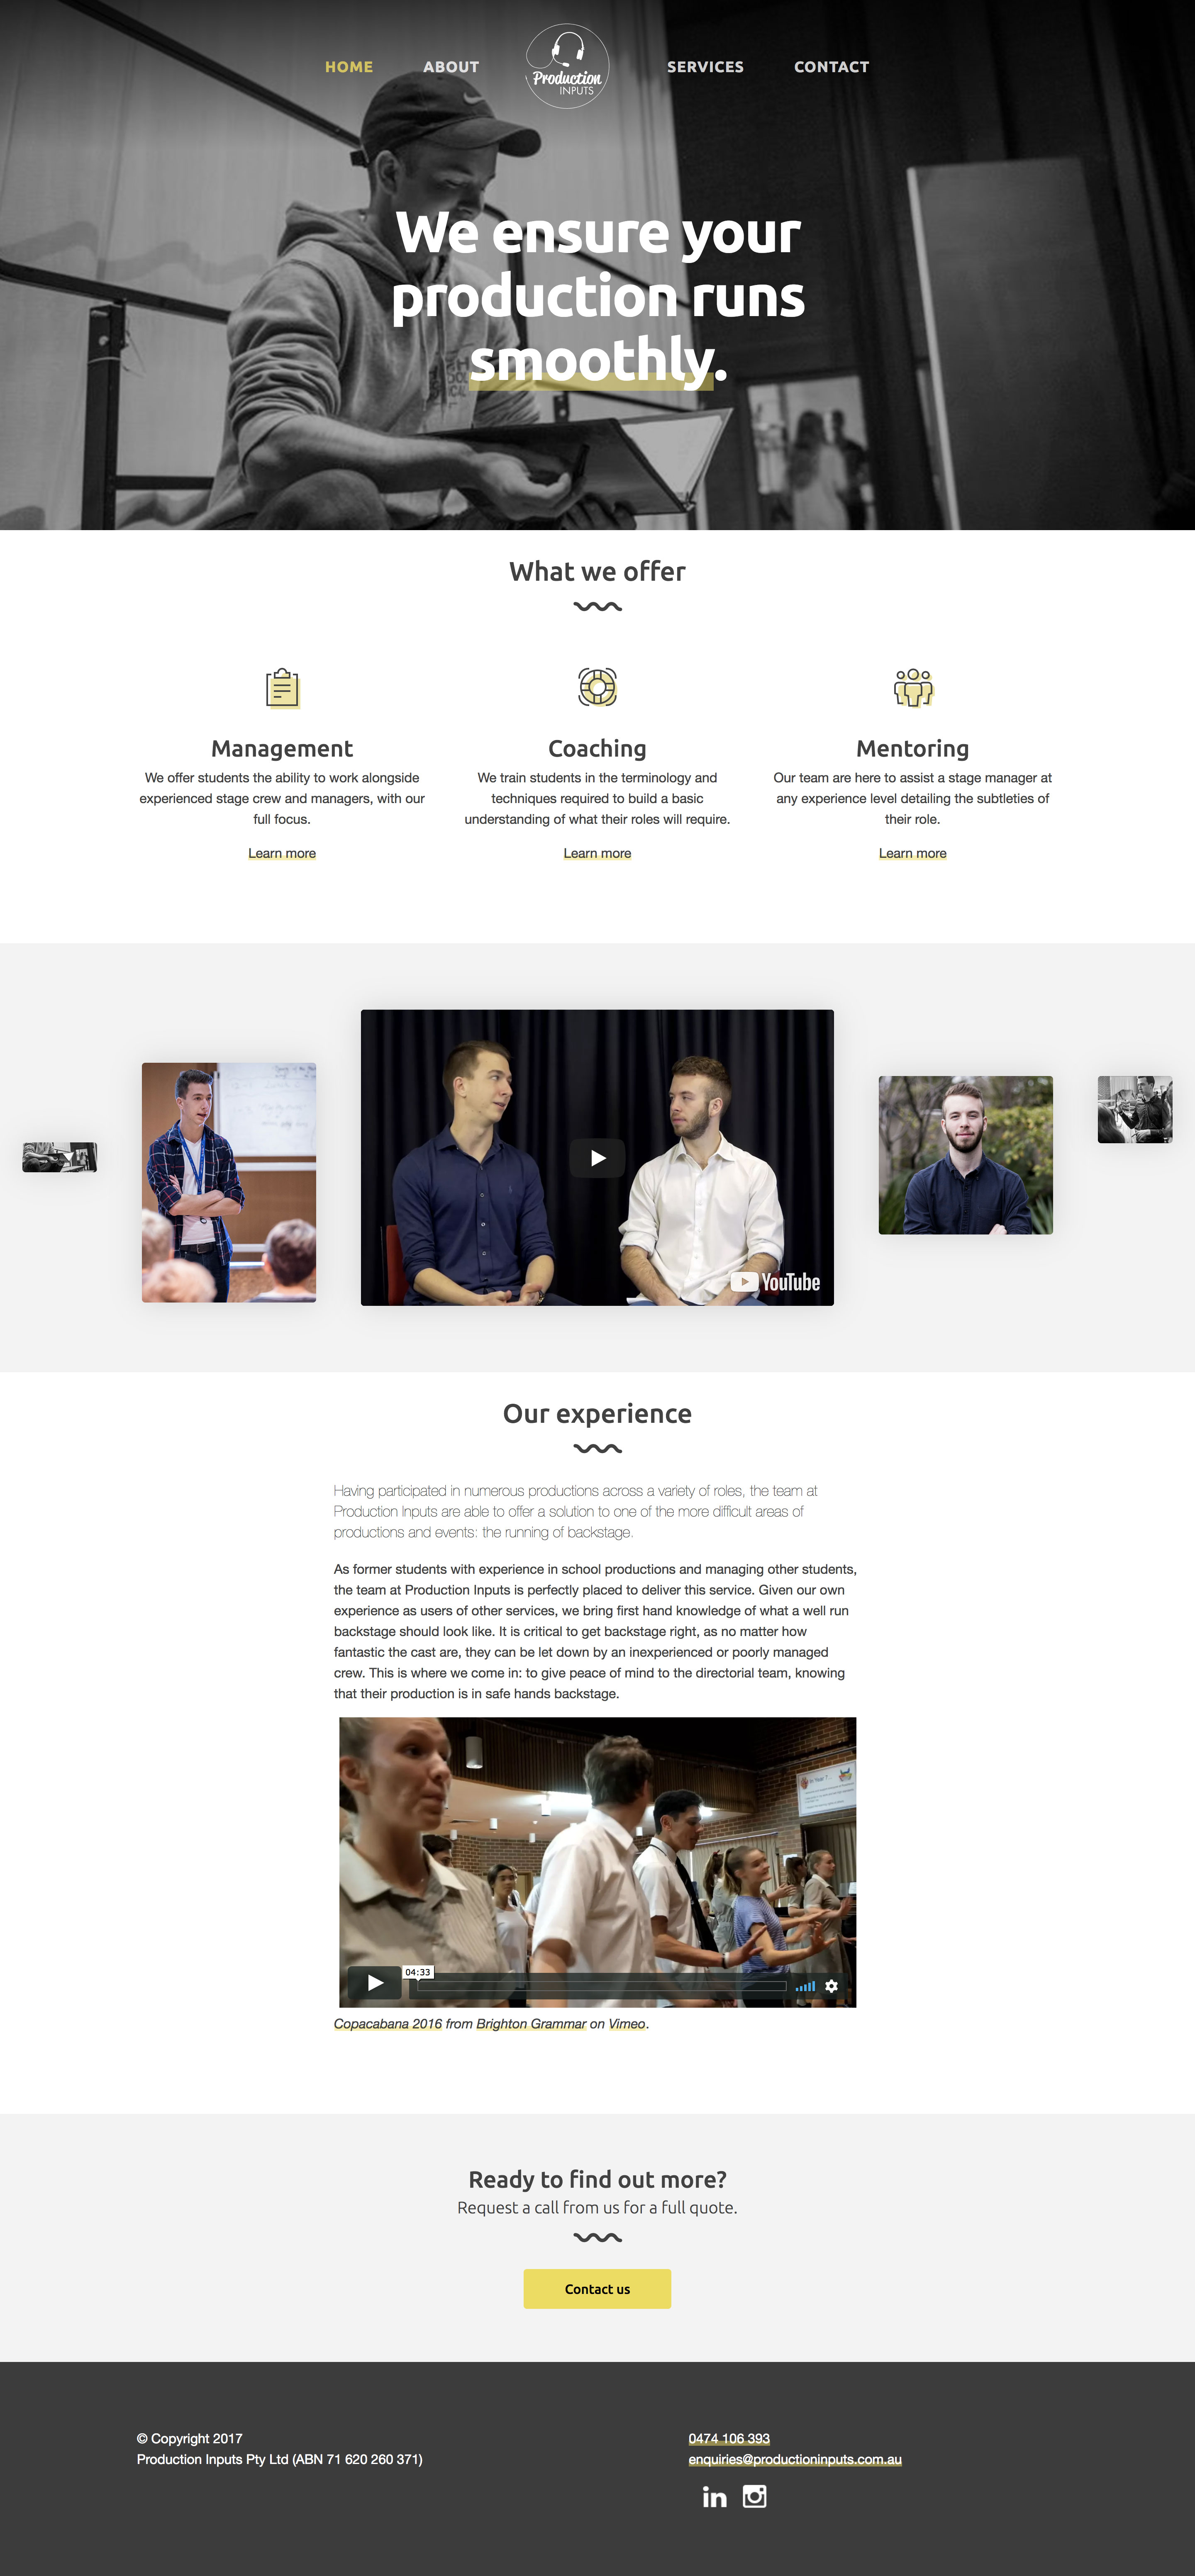 HOME
ABOUT
Production
INPUTS
SERVICES
CONTACT
We ensure your
production runs
smoothly.
What we offer
Management
We offer students the ability to work alongside
experienced stage crew and managers, with our
full focus.
Learn more
Coaching
We train students in the terminology and
techniques required to build a basic
understanding of what their roles will require.
Learn more
Mentoring
Our team are here to assist a stage manager at
any experience level detailing the subtleties of
their role.
Learn more
YouTube
Our experience
Having participated in numerous productions across a variety of roles, the team at
Production Inputs are able to offer a solution to one of the more difficult areas of
productions and events: the running of backstage.
As former students with experience in school productions and managing other students,
the team at Production Inputs is perfectly placed to deliver this service. Given our own
experience as users of other services, we bring first hand knowledge of what a well run
backstage should look like. It is critical to get backstage right, as no matter how
fantastic the cast are, they can be let down by an inexperienced or poorly managed
crew. This is where we come in: to give peace of mind to the directorial team, knowing
that their production is in safe hands backstage.
04:33
Copacabana 2016 from Brighton Grammar on Vimeo.
Ready to find out more?
Request a call from us for a full quote.
Contact us
© Copyright 2017
Production Inputs Pty Ltd (ABN 71 620 260 371)
0474 106 393
enquiries@productioninputs.com.au
in